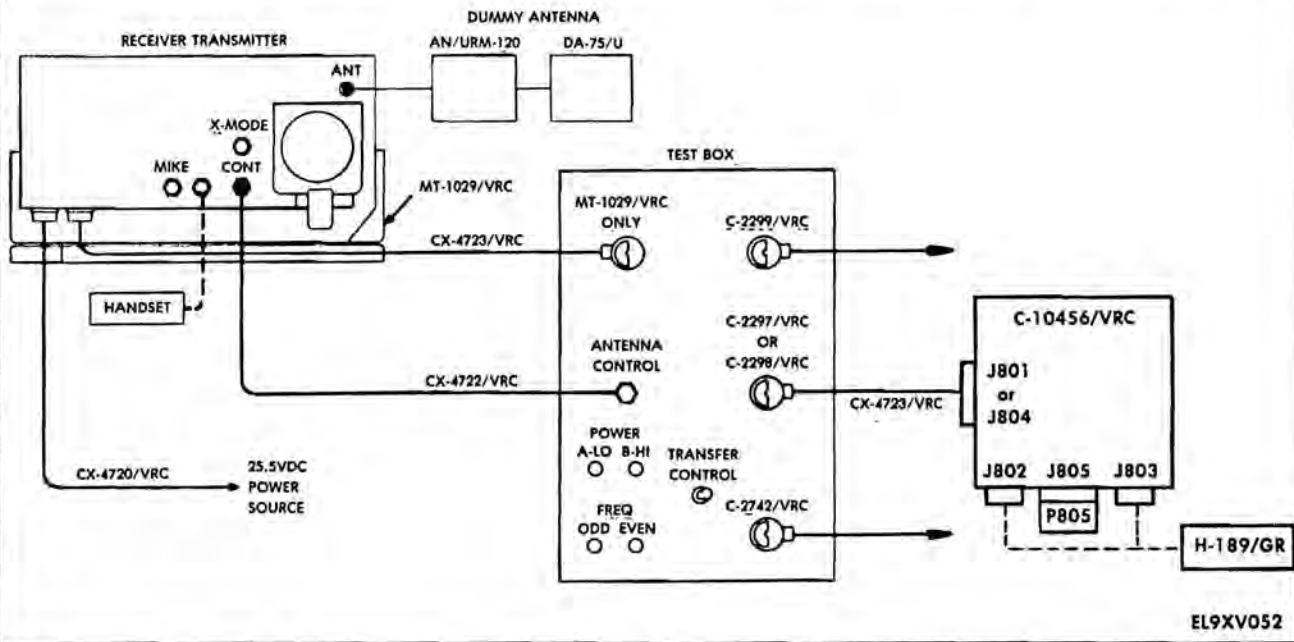 DUMMY ANTENNA
RECEIVER TRANSMITTER
AN/URM-120
DA-75/U
ANT
X-MODE
MIKE
CONT
MT-1029/VRC
CX-4723/VRC
HANDSET
CX-4722/VRC
CX-4720/VRC
25.5VDC
POWER
SOURCE
TEST BOX
MT-1029/VRC
ONLY
C-2299/VRC
ANTENNA
CONTROL
C-2297/VRC
OR
C-2298/VRC
POWER
A-LO B-HI
TRANSFER
CONTROL
FREQ
ODD EVEN
C-2742/VRC
CX-4723/VRC
C-10456/VRC
J801
or
J804
J802
J805
J803
P805
H-189/GR
EL9XV052